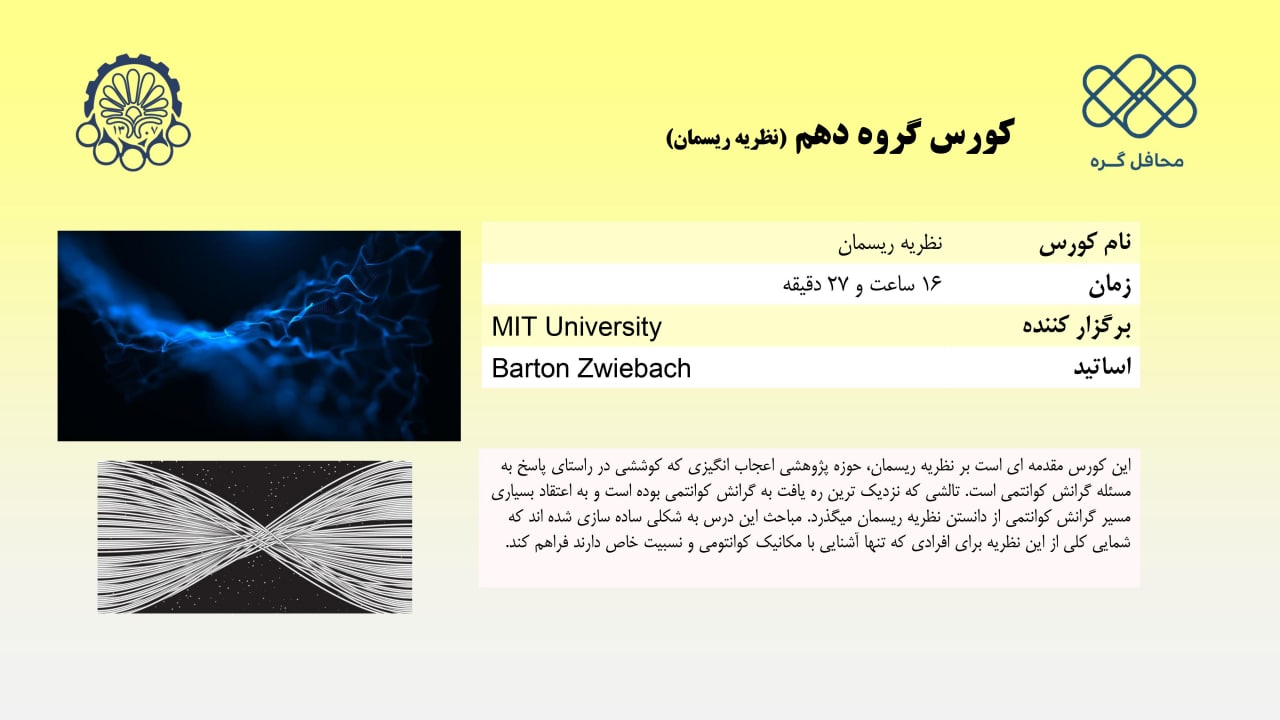 ۱۳۰۷
محافل گـره
کورس گروه دهم (نظریه ریسمان)
نام کورس نظریه ریسمان
زمان ۱۶ ساعت و ۲۷ دقیقه
برگزار کننده MIT University
اساتید Barton Zwiebach
این کورس مقدمه ای است بر نظریه ریسمان، حوزه پژوهشی اعجاب انگیزی که کوششی در راستای پاسخ به
مسئله گرانش کوانتمی است. تالشی که نزدیک ترین ره یافت به گرانش کوانتمی بوده است و به اعتقاد بسیاری
مسیر گرانش کوانتمی از دانستن نظریه ریسمان میگذرد. مباحث این درس به شکلی ساده سازی شده اند که
شمایی کلی از این نظریه برای افرادی که تنها آشنایی با مکانیک کوانتومی و نسبیت خاص دارند فراهم کند.